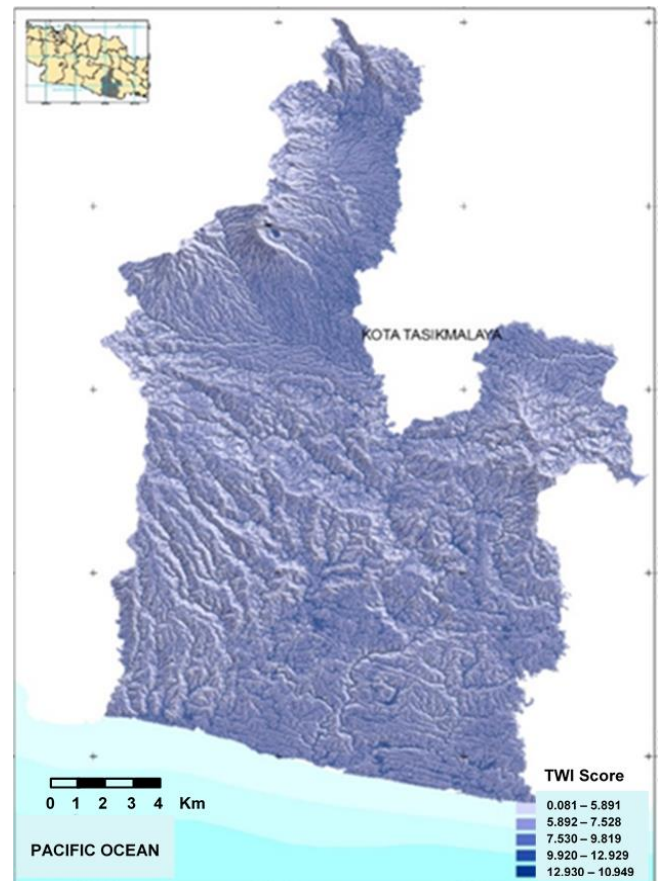 KOTA TASIKMALAYA
0 1 2 3 4 Km
PACIFIC OCEAN
TWI Score
0.081 – 5.891
5.892 – 7.528
7.530 – 9.819
9.920 – 12.929
12.930 – 10.949